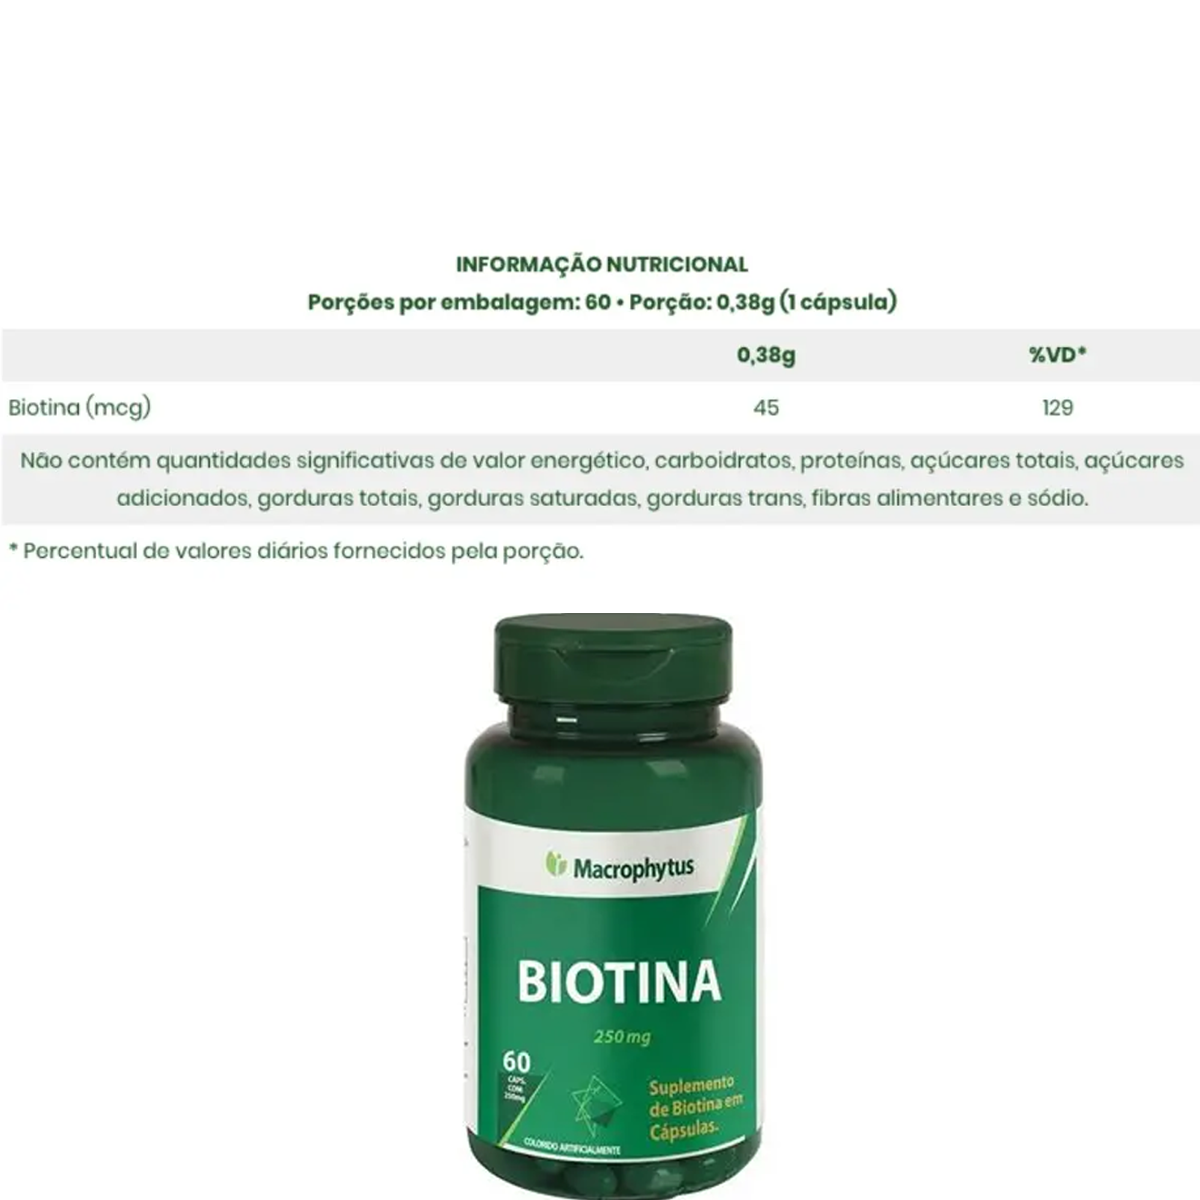 INFORMAÇÃO NUTRICIONAL
Porções por embalagem: 60 • Porção: 0,38g (1 cápsula)
0,38g %VD*
Biotina (mcg) 45 129
Não contém quantidades significativas de valor energético, carboidratos, proteínas, açúcares totais, açúcares
adicionados, gorduras totais, gorduras saturadas, gorduras trans, fibras alimentares e sódio.
* Percentual de valores diários fornecidos pela porção.
Macrophytus
BIOTINA
250 mg
60
CAPS.
COM
250mg
Suplemento
de Biotina em
Cápsulas.
COLORIDO ARTIFICIALMENTE